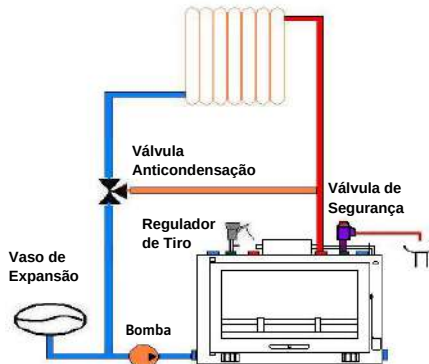 Válvula
Anticondensação
Válvula de
Segurança
Regulador
de Tiro
Vaso de
Expansão
Bomba